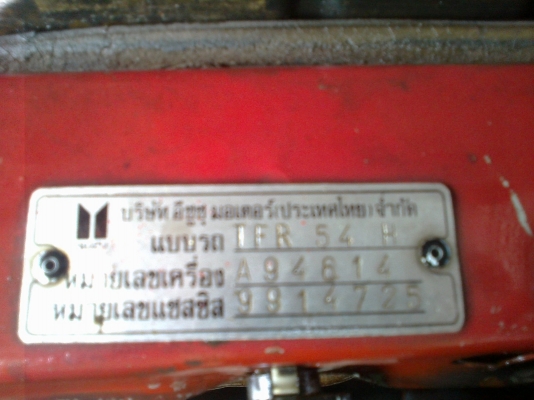 บริษัท อีซูซุ มอเตอร์(ประเทศไทย) จำกัด
แบบรถ TFR 54 H
หมายเลขเครื่อง A94614
หมายเลขแชสซิส 9914725